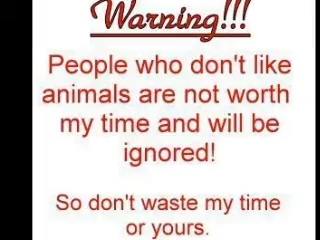 Warning!!!
People who don't like
animals are not worth
my time and will be
ignored!
So don't waste my time
or yours.